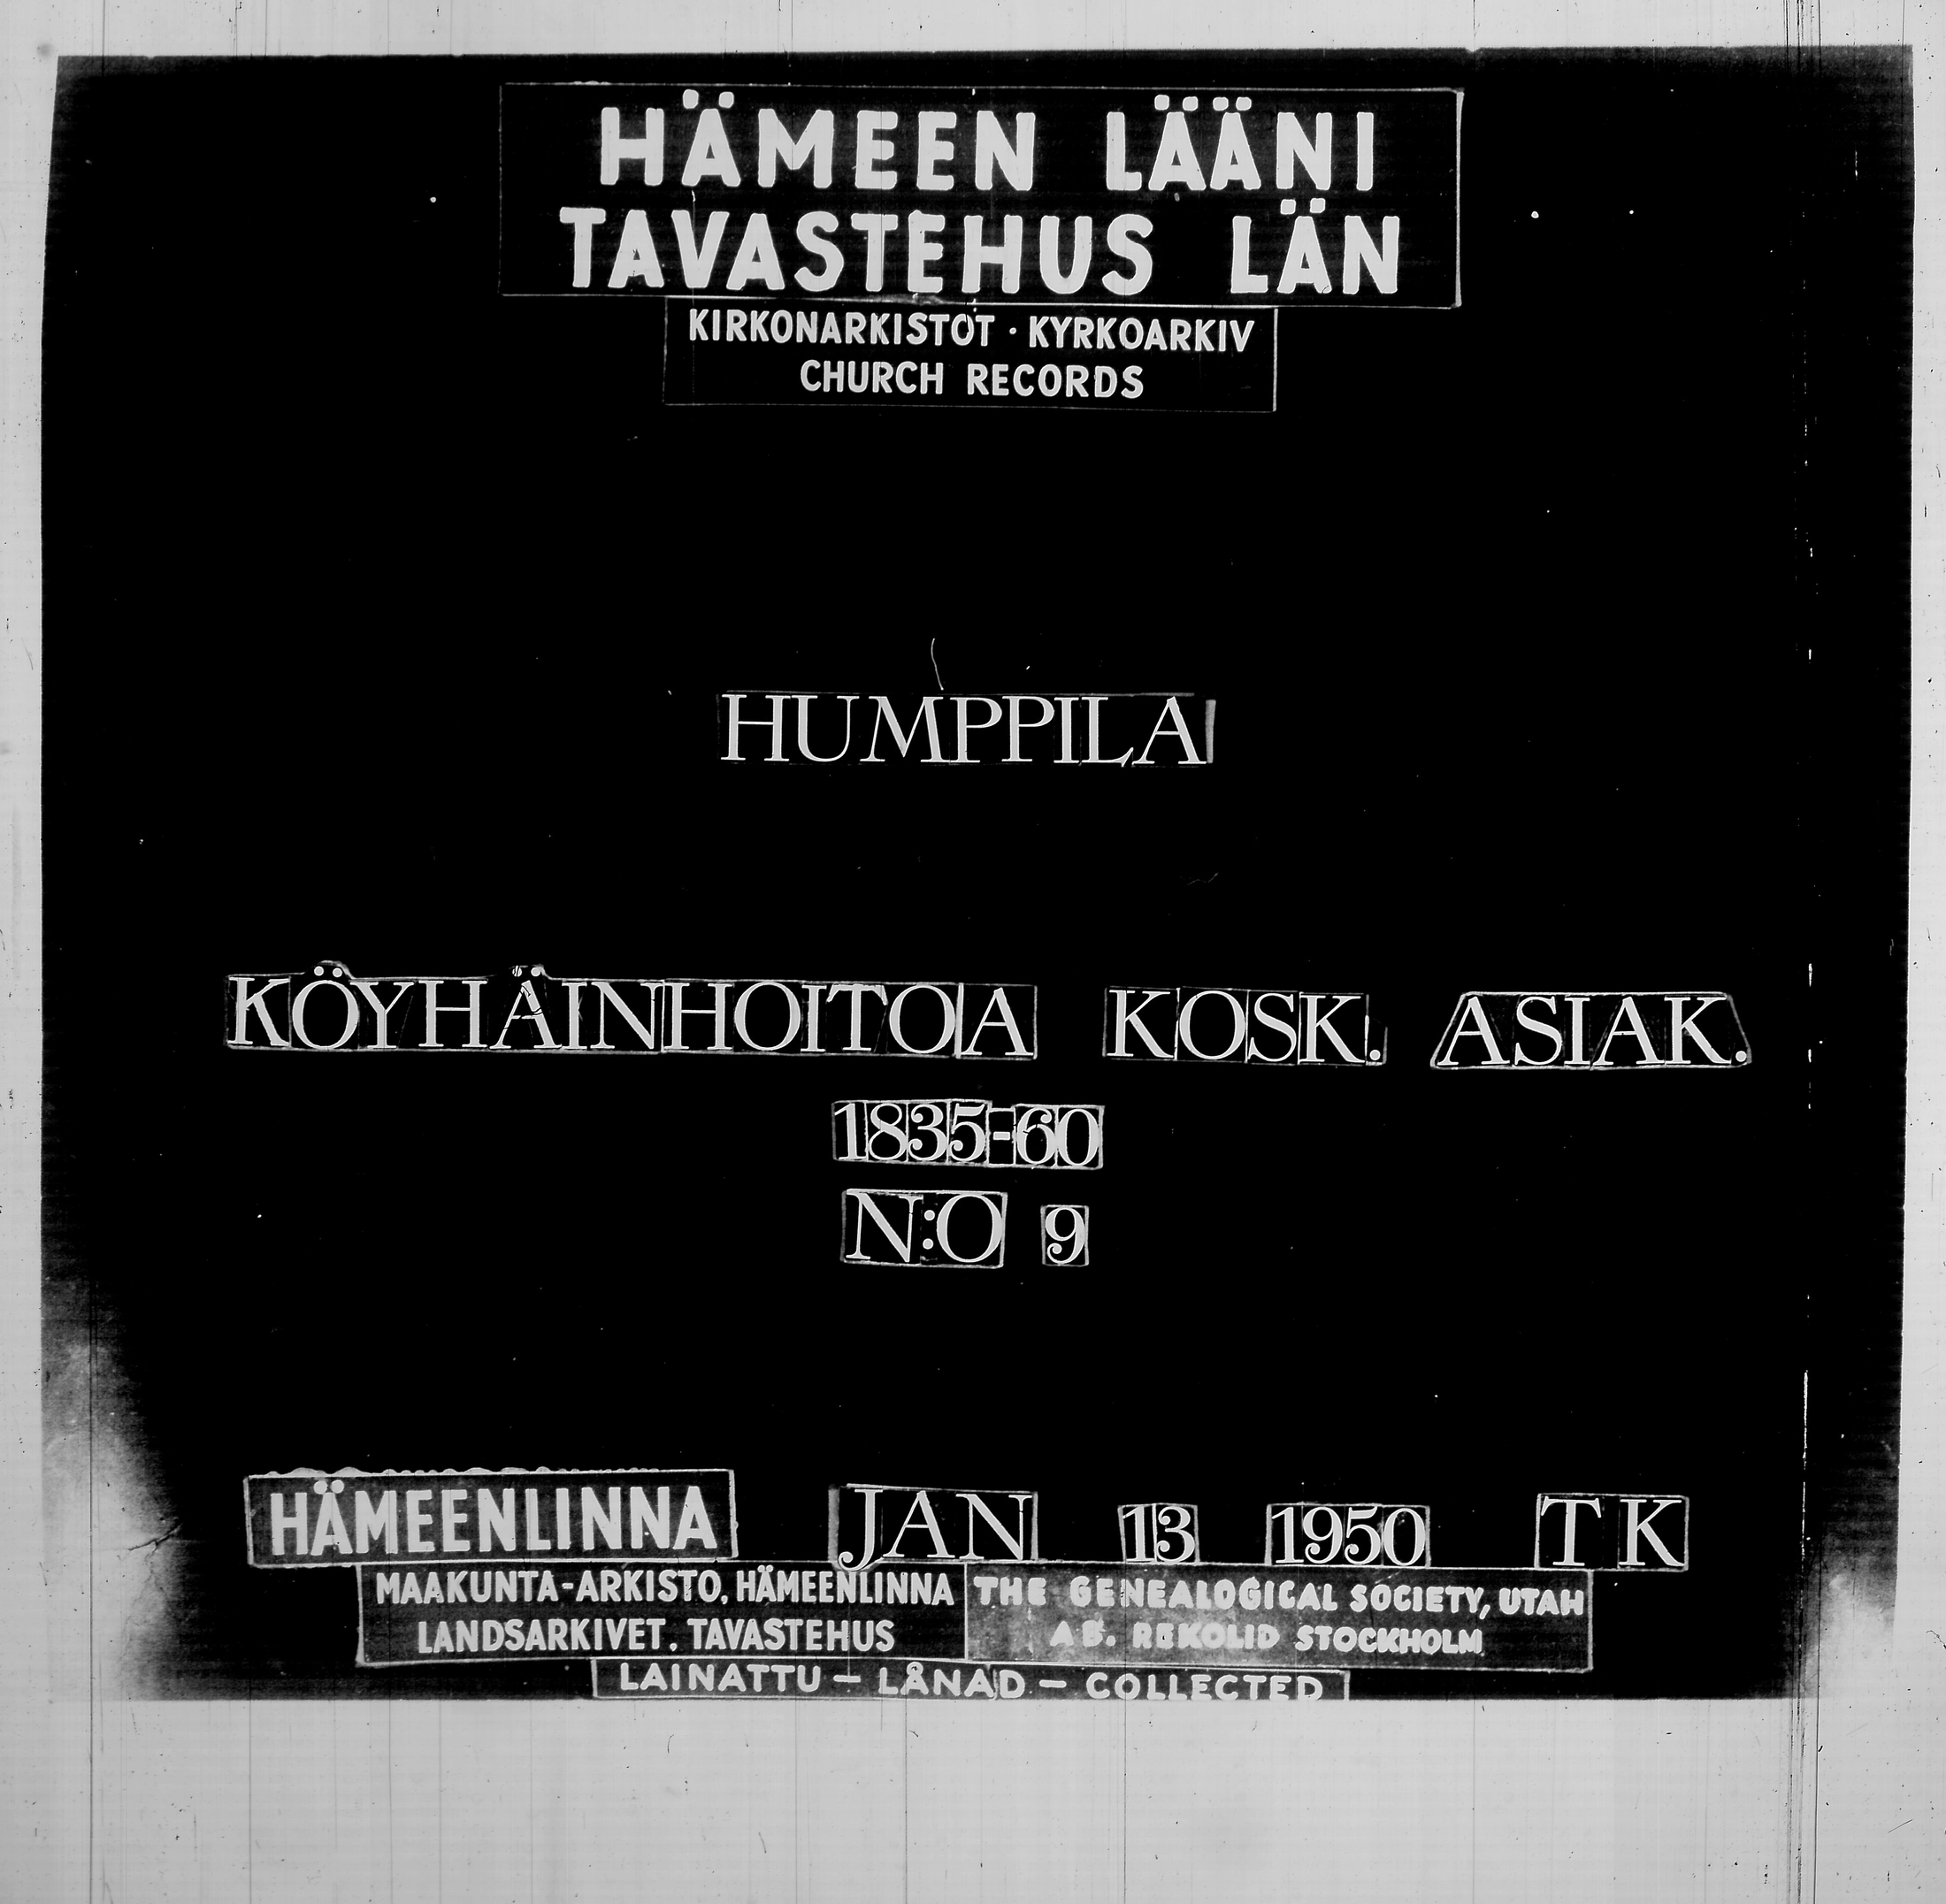 HÄMEEN LÄÄNI
TAVASTEHUS LÄN
KIRKONARKISTOT · KYRKOARKIV
CHURCH RECORDS
HUMPPILA
KÖYHÄINHOITOA KOSK. ASIAK.
1835-60
N:O 9
HÄMEENLINNA JAN 13 1950 T K
MAAKUNTA-ARKISTO, HÄMEENLINNA
LANDSARKIVET, TAVASTEHUS
THE GENEALOGICAL SOCIETY, UTAH
AB. REKOLID STOCKHOLM
LAINATTU — LÅNAD — COLLECTED